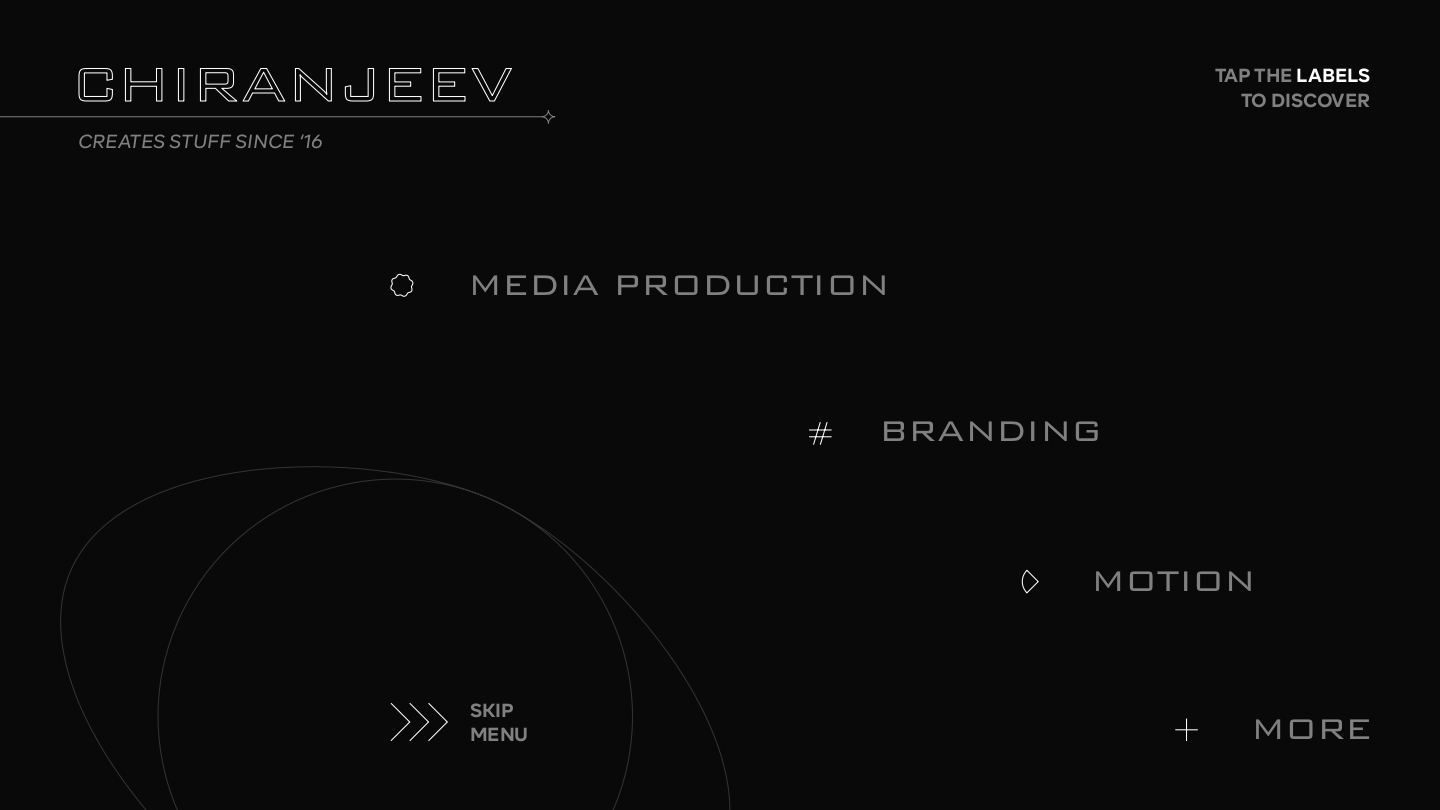 CHIRANJEEV
CREATES STUFF SINCE ‘16
TAP THE LABELS
TO DISCOVER
MEDIA PRODUCTION
# BRANDING
MOTION
+ MORE
SKIP
MENU